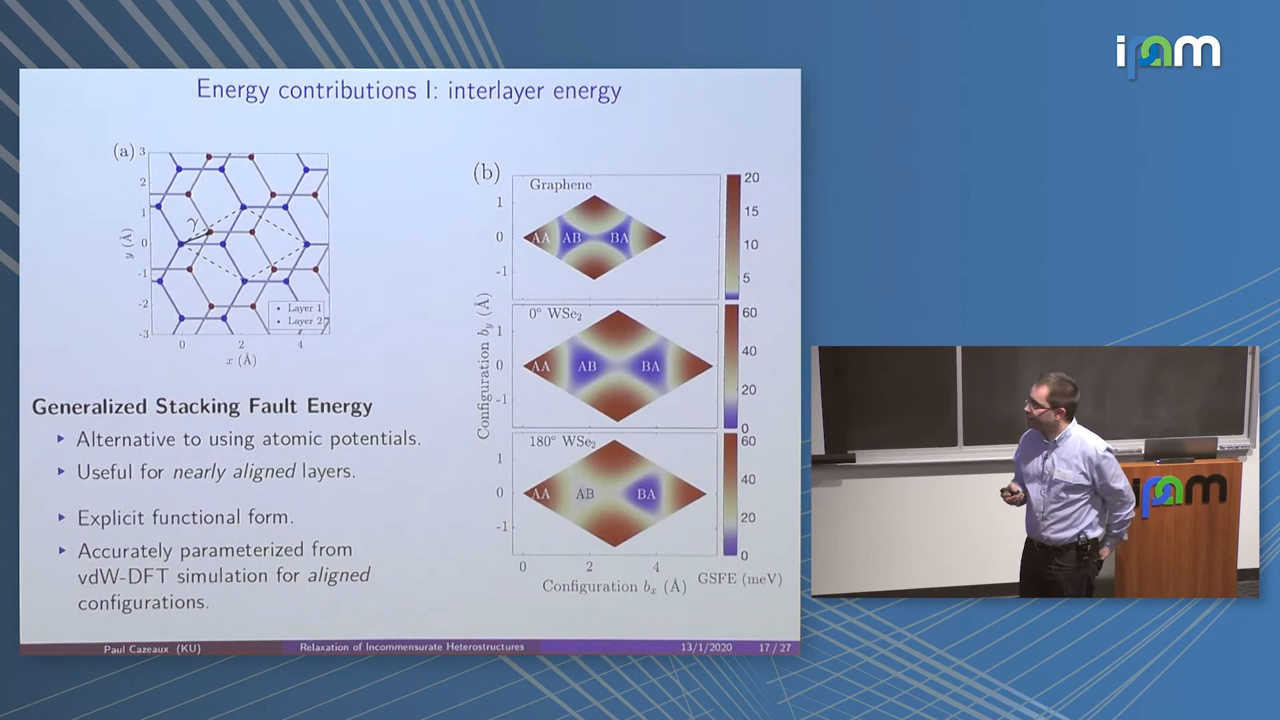 ipam
Energy contributions I: interlayer energy
(a)
3
2
1
0
-1
-2
-3
y (Å)
γ
Layer 1
Layer 2
0
2
4
x (Å)
(b)
Graphene
AA AB BA
1
0
-1
20
15
10
5
0° WSe₂
AA AB BA
1
0
-1
60
40
20
0
180° WSe₂
AA AB BA
1
0
-1
60
40
20
0
Configuration b_y (Å)
0
2
4
Configuration b_x (Å)
GSFE (meV)
Generalized Stacking Fault Energy
Alternative to using atomic potentials.
Useful for nearly aligned layers.
Explicit functional form.
Accurately parameterized from
vdW-DFT simulation for aligned
configurations.
Paul Cazeaux (KU)
Relaxation of Incommensurate Heterostructures
13/1/2020
17 / 27
ipam